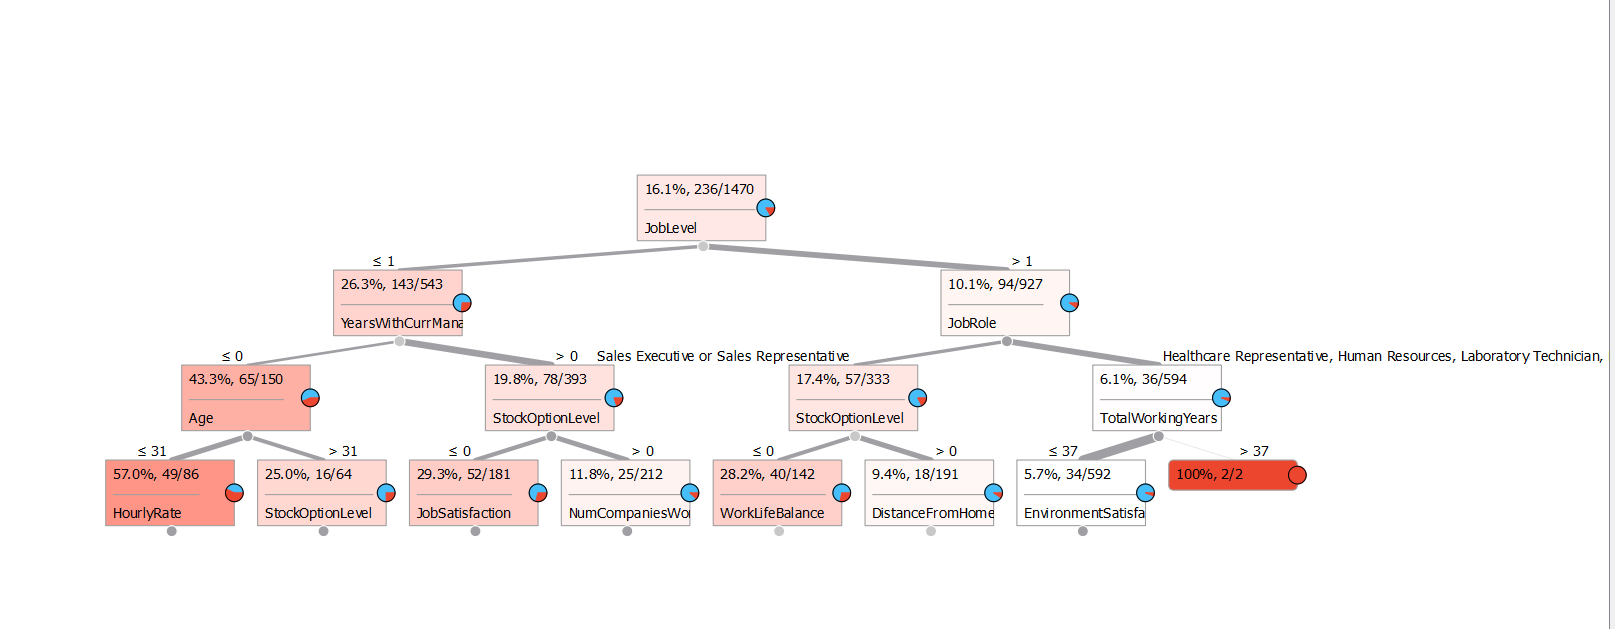 16.1%, 236/1470
JobLevel
≤ 1
> 1
26.3%, 143/543
YearsWithCurrMana
10.1%, 94/927
JobRole
≤ 0
> 0
Sales Executive or Sales Representative
Healthcare Representative, Human Resources, Laboratory Technician,
43.3%, 65/150
Age
19.8%, 78/393
StockOptionLevel
17.4%, 57/333
StockOptionLevel
6.1%, 36/594
TotalWorkingYears
≤ 31
> 31
≤ 0
> 0
≤ 0
> 0
≤ 37
> 37
57.0%, 49/86
HourlyRate
25.0%, 16/64
StockOptionLevel
29.3%, 52/181
JobSatisfaction
11.8%, 25/212
NumCompaniesWo
28.2%, 40/142
WorkLifeBalance
9.4%, 18/191
DistanceFromHome
5.7%, 34/592
EnvironmentSatisfa
100%, 2/2